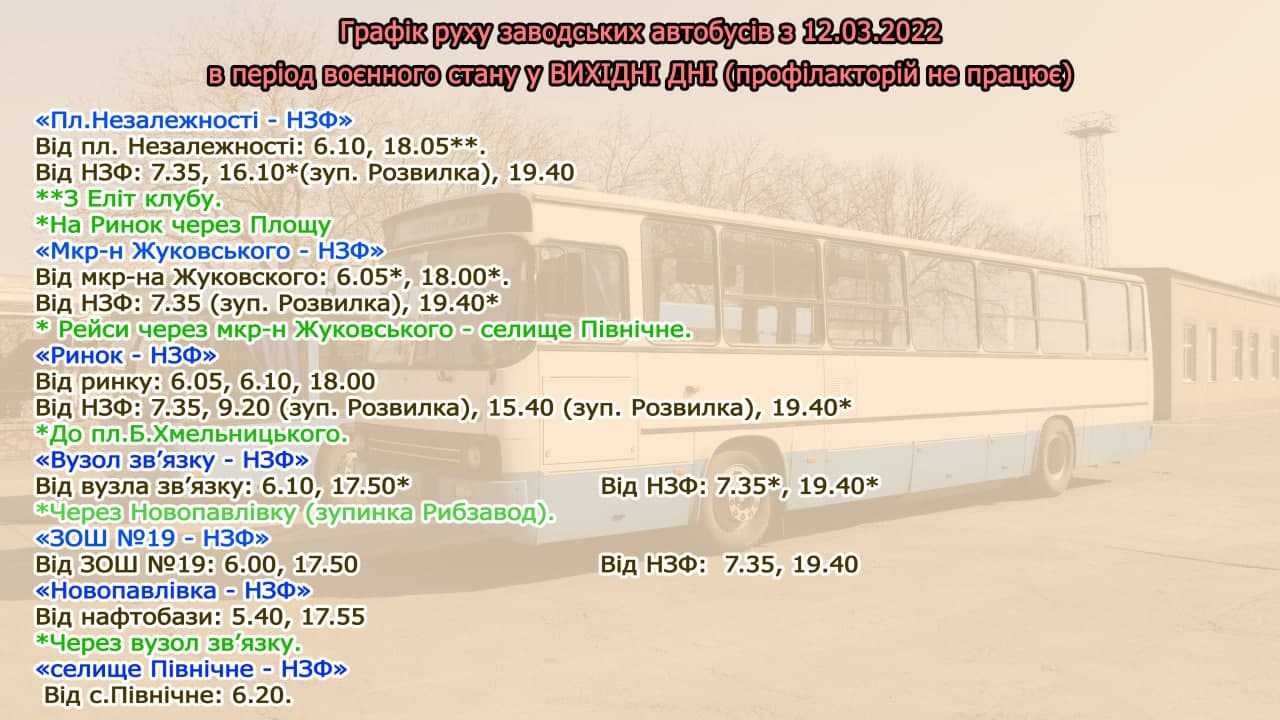 Графік руху заводських автобусів з 12.03.2022
в період воєнного стану у ВИХІДНІ ДНІ (профілакторій не працює)
«Пл.Незалежності - НЗФ»
Від пл. Незалежності: 6.10, 18.05**.
Від НЗФ: 7.35, 16.10*(зуп. Розвилка), 19.40
**З Еліт клубу.
*На Ринок через Площу
«Мкр-н Жуковського - НЗФ»
Від мкр-на Жуковского: 6.05*, 18.00*.
Від НЗФ: 7.35 (зуп. Розвилка), 19.40*
* Рейси через мкр-н Жуковського - селище Північне.
«Ринок - НЗФ»
Від ринку: 6.05, 6.10, 18.00
Від НЗФ: 7.35, 9.20 (зуп. Розвилка), 15.40 (зуп. Розвилка), 19.40*
*До пл.Б.Хмельницького.
«Вузол зв’язку - НЗФ»
Від вузла зв’язку: 6.10, 17.50* Від НЗФ: 7.35*, 19.40*
*Через Новопавлівку (зупинка Рибзавод).
«ЗОШ №19 - НЗФ»
Від ЗОШ №19: 6.00, 17.50 Від НЗФ: 7.35, 19.40
«Новопавлівка - НЗФ»
Від нафтобази: 5.40, 17.55
*Через вузол зв’язку.
«селище Північне - НЗФ»
Від с.Північне: 6.20.